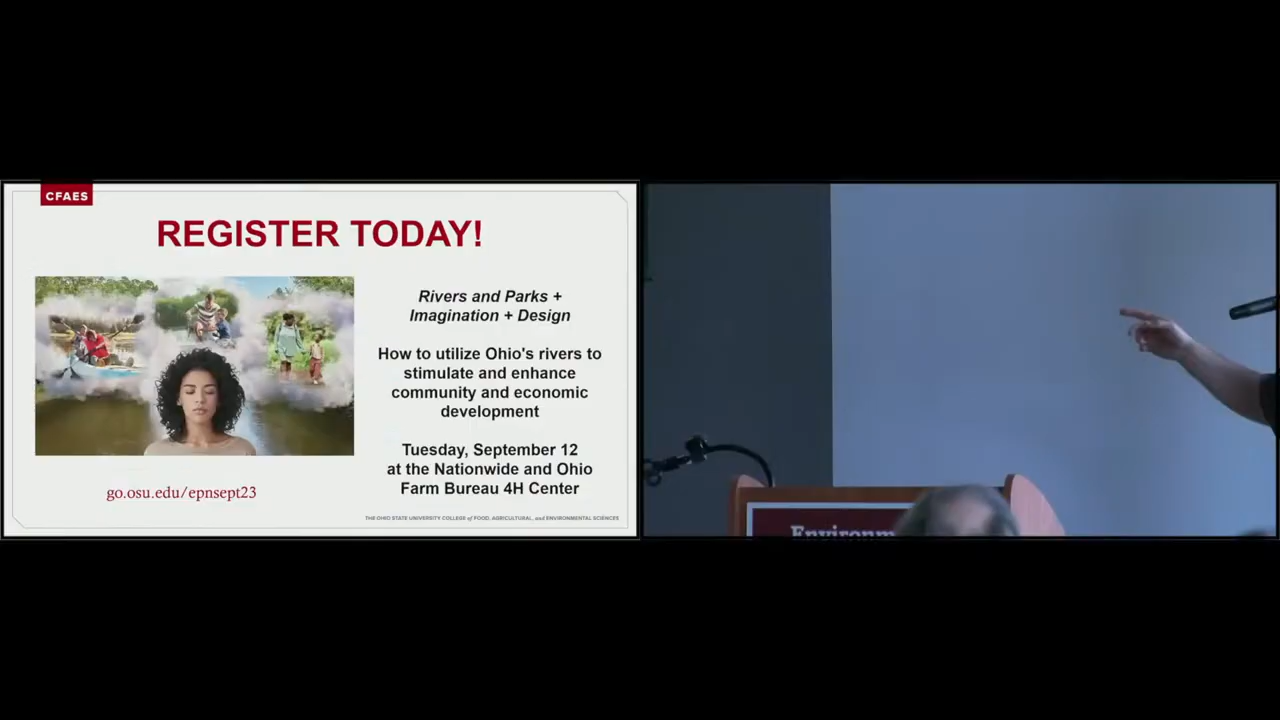 CFAES
REGISTER TODAY!
Rivers and Parks +
Imagination + Design
How to utilize Ohio's rivers to
stimulate and enhance
community and economic
development
Tuesday, September 12
at the Nationwide and Ohio
Farm Bureau 4H Center
go.osu.edu/epnsept23
THE OHIO STATE UNIVERSITY COLLEGE of FOOD, AGRICULTURAL, and ENVIRONMENTAL SCIENCES
Environm